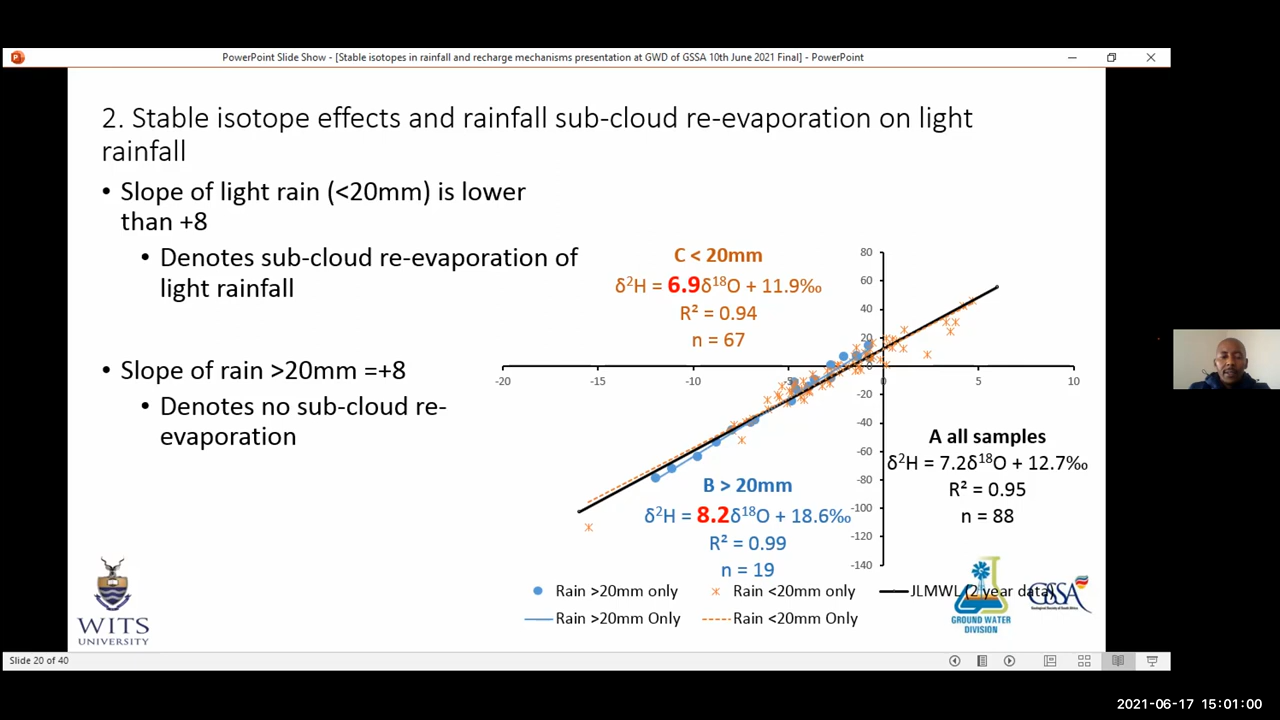 PowerPoint Slide Show - [Stable isotopes in rainfall and recharge mechanisms presentation at GWD of GSSA 10th June 2021 Final] - PowerPoint
2. Stable isotope effects and rainfall sub-cloud re-evaporation on light
rainfall
• Slope of light rain (<20mm) is lower
than +8
• Denotes sub-cloud re-evaporation of
light rainfall
• Slope of rain >20mm =+8
• Denotes no sub-cloud re-
evaporation
C < 20mm
δ²H = 6.9δ¹⁸O + 11.9‰
R² = 0.94
n = 67
80
60
40
20
0
-20
-40
-60
-80
-100
-120
-140
-20
-15
-10
-5
0
5
10
A all samples
δ²H = 7.2δ¹⁸O + 12.7‰
R² = 0.95
n = 88
B > 20mm
δ²H = 8.2δ¹⁸O + 18.6‰
R² = 0.99
n = 19
Rain >20mm only
Rain <20mm only
JLMWL (2 year data)
Rain >20mm Only
Rain <20mm Only
WITS
UNIVERSITY
GROUND WATER
DIVISION
GSSA
Slide 20 of 40
2021-06-17 15:01:00